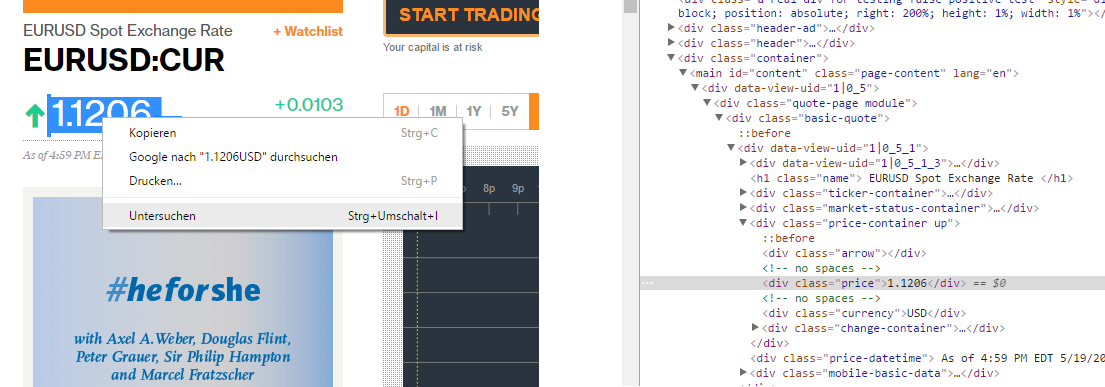 START TRADING
Your capital is at risk
EURUSD Spot Exchange Rate
+ Watchlist
EURUSD:CUR
1.1206
+0.0103
1D | 1M | 1Y | 5Y
As of 4:59 PM E
Kopieren Strg+C
Google nach "1.1206USD" durchsuchen
Drucken... Strg+P
Untersuchen Strg+Umschalt+I
8p 9p
#heforshe
with Axel A.Weber, Douglas Flint,
Peter Grauer, Sir Philip Hampton
and Marcel Fratzscher
block; position: absolute; right: 200%; height: 1%; width: 1%"></
<div class="header-ad">…</div>
<div class="header">…</div>
<div class="container">
<main id="content" class="page-content" lang="en">
<div data-view-uid="1|0_5">
<div class="quote-page module">
<div class="basic-quote">
::before
<div data-view-uid="1|0_5_1">
<div data-view-uid="1|0_5_1_3">…</div>
<h1 class="name"> EURUSD Spot Exchange Rate </h1>
<div class="ticker-container">…</div>
<div class="market-status-container">…</div>
<div class="price-container up">
::before
<div class="arrow"></div>
<!-- no spaces -->
<div class="price">1.1206</div> == $0
<!-- no spaces -->
<div class="currency">USD</div>
<div class="change-container">…</div>
</div>
<div class="price-datetime"> As of 4:59 PM EDT 5/19/20
<div class="mobile-basic-data">…</div>